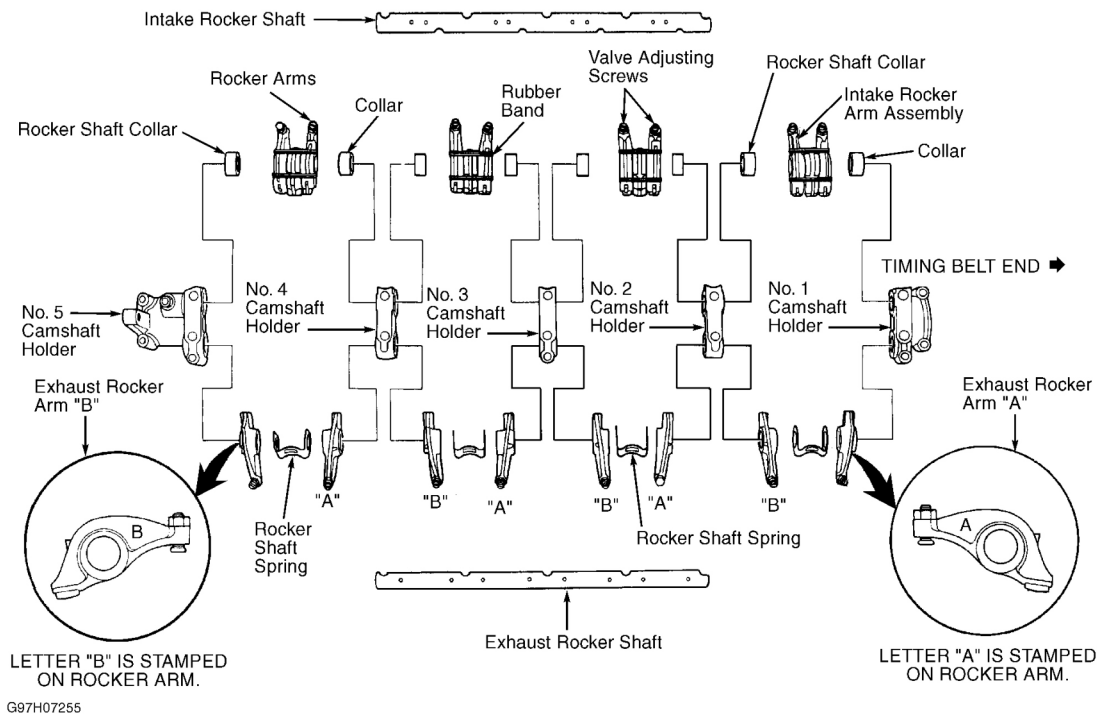 Intake Rocker Shaft
Rocker Arms
Valve Adjusting
Screws
Rocker Shaft Collar
Rocker Shaft Collar
Collar
Rubber
Band
Intake Rocker
Arm Assembly
Collar
TIMING BELT END
No. 5
Camshaft
Holder
No. 4
Camshaft
Holder
No. 3
Camshaft
Holder
No. 2
Camshaft
Holder
No. 1
Camshaft
Holder
Exhaust Rocker
Arm "B"
Exhaust Rocker
Arm "A"
"A"
"B"
"A"
"B"
"A"
"B"
B
A
Rocker
Shaft
Spring
Rocker Shaft Spring
Exhaust Rocker Shaft
LETTER "B" IS STAMPED
ON ROCKER ARM.
LETTER "A" IS STAMPED
ON ROCKER ARM.
G97H07255